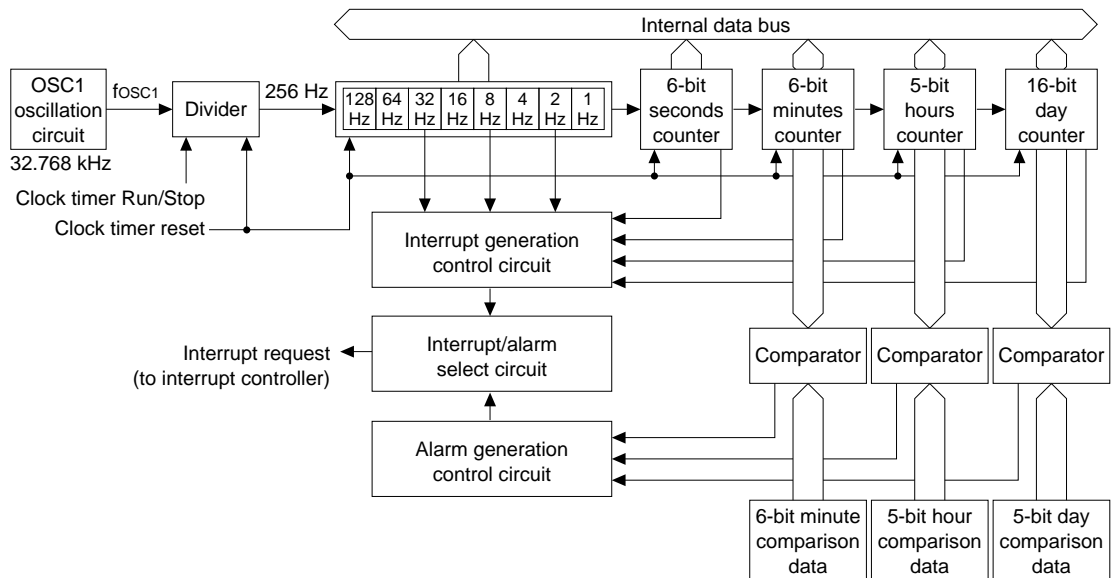 Internal data bus
OSC1
oscillation
circuit
32.768 kHz
fOSC1
Divider
256 Hz
128
Hz
64
Hz
32
Hz
16
Hz
8
Hz
4
Hz
2
Hz
1
Hz
6-bit
seconds
counter
6-bit
minutes
counter
5-bit
hours
counter
16-bit
day
counter
Clock timer Run/Stop
Clock timer reset
Interrupt generation
control circuit
Interrupt request
(to interrupt controller)
Interrupt/alarm
select circuit
Comparator
Comparator
Comparator
Alarm generation
control circuit
6-bit minute
comparison
data
5-bit hour
comparison
data
5-bit day
comparison
data